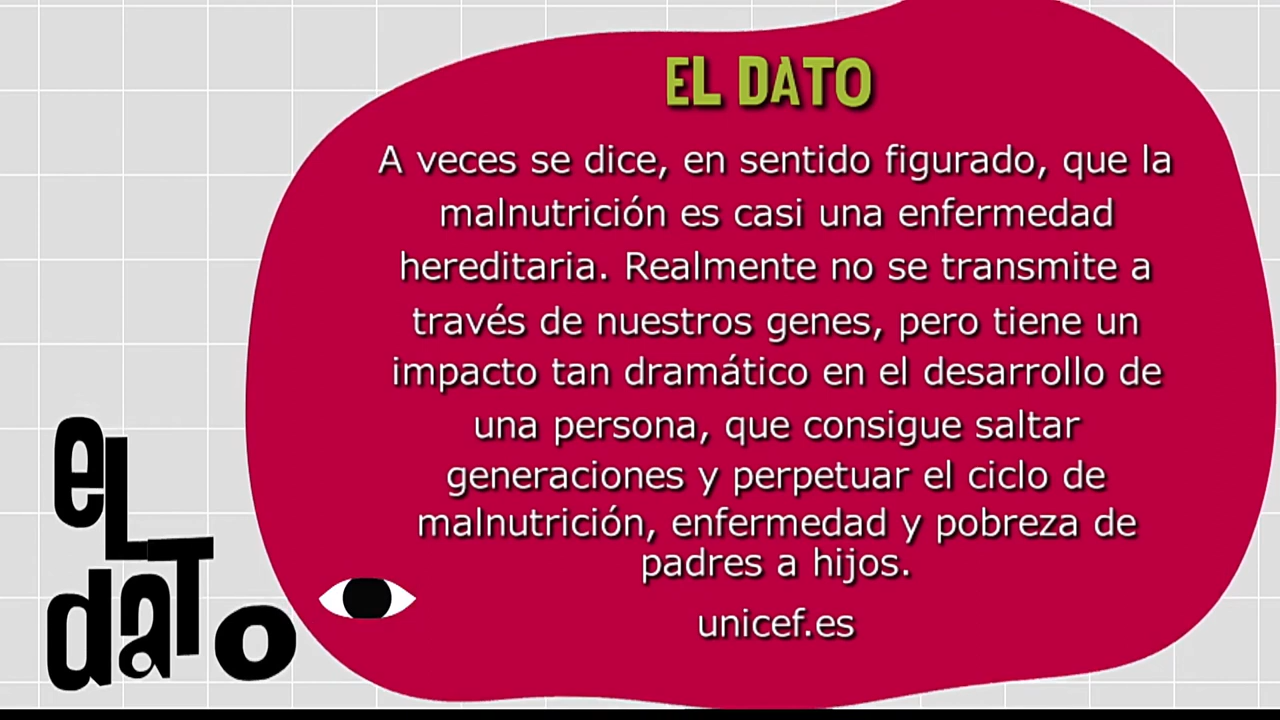 EL DATO
A veces se dice, en sentido figurado, que la
malnutrición es casi una enfermedad
hereditaria. Realmente no se transmite a
través de nuestros genes, pero tiene un
impacto tan dramático en el desarrollo de
una persona, que consigue saltar
generaciones y perpetuar el ciclo de
malnutrición, enfermedad y pobreza de
padres a hijos.
unicef.es
eL
daTo